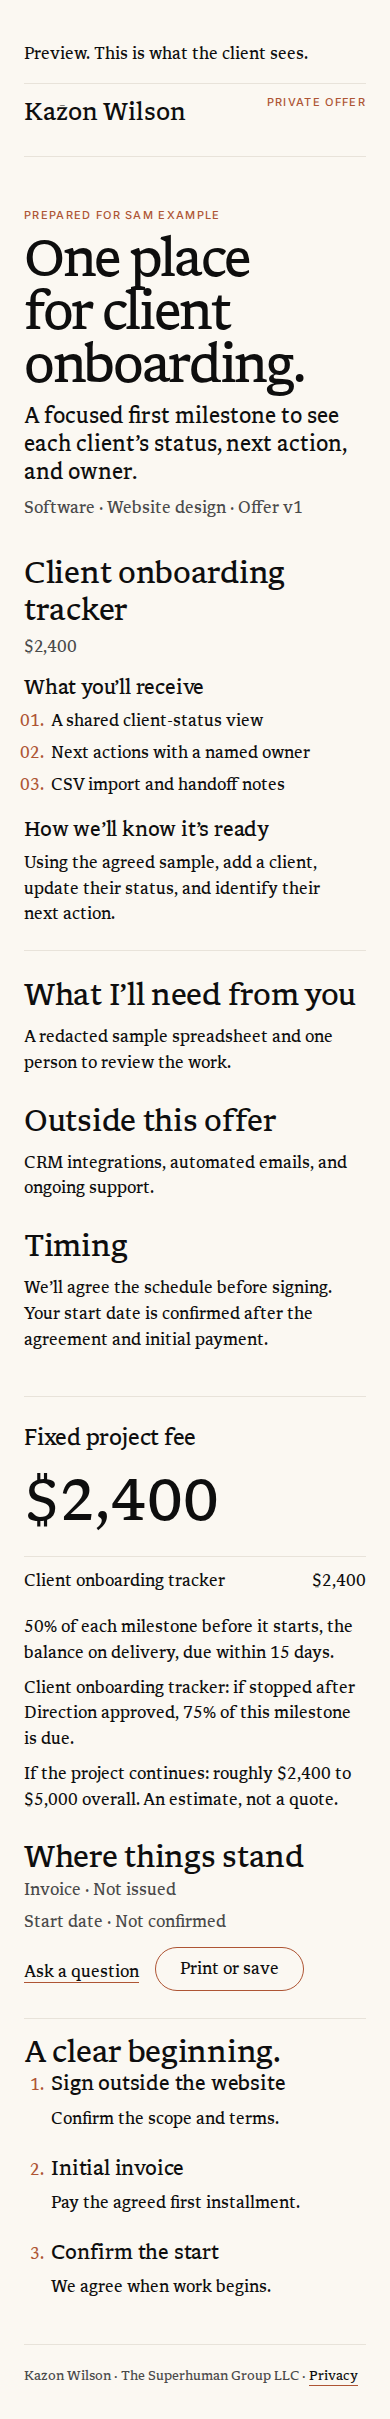 Preview. This is what the client sees.
Kazon Wilson
PRIVATE OFFER
PREPARED FOR SAM EXAMPLE
One place
for client
onboarding.
A focused first milestone to see
each client’s status, next action,
and owner.
Software · Website design · Offer v1
Client onboarding
tracker
$2,400
What you’ll receive
01. A shared client-status view
02. Next actions with a named owner
03. CSV import and handoff notes
How we’ll know it’s ready
Using the agreed sample, add a client,
update their status, and identify their
next action.
What I’ll need from you
A redacted sample spreadsheet and one
person to review the work.
Outside this offer
CRM integrations, automated emails, and
ongoing support.
Timing
We’ll agree the schedule before signing.
Your start date is confirmed after the
agreement and initial payment.
Fixed project fee
$2,400
Client onboarding tracker $2,400
50% of each milestone before it starts, the
balance on delivery, due within 15 days.
Client onboarding tracker: if stopped after
Direction approved, 75% of this milestone
is due.
If the project continues: roughly $2,400 to
$5,000 overall. An estimate, not a quote.
Where things stand
Invoice · Not issued
Start date · Not confirmed
Ask a question Print or save
A clear beginning.
1. Sign outside the website
Confirm the scope and terms.
2. Initial invoice
Pay the agreed first installment.
3. Confirm the start
We agree when work begins.
Kazon Wilson · The Superhuman Group LLC · Privacy